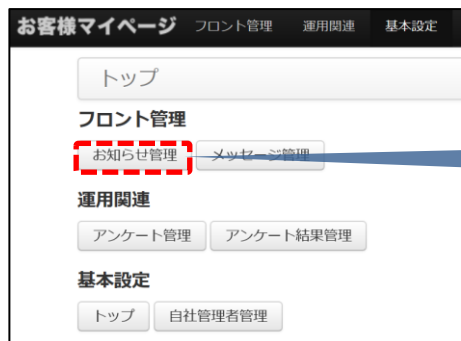 お客様マイページ フロント管理 運用関連 基本設定
トップ
フロント管理
お知らせ管理 メッセージ管理
運用関連
アンケート管理 アンケート結果管理
基本設定
トップ 自社管理者管理